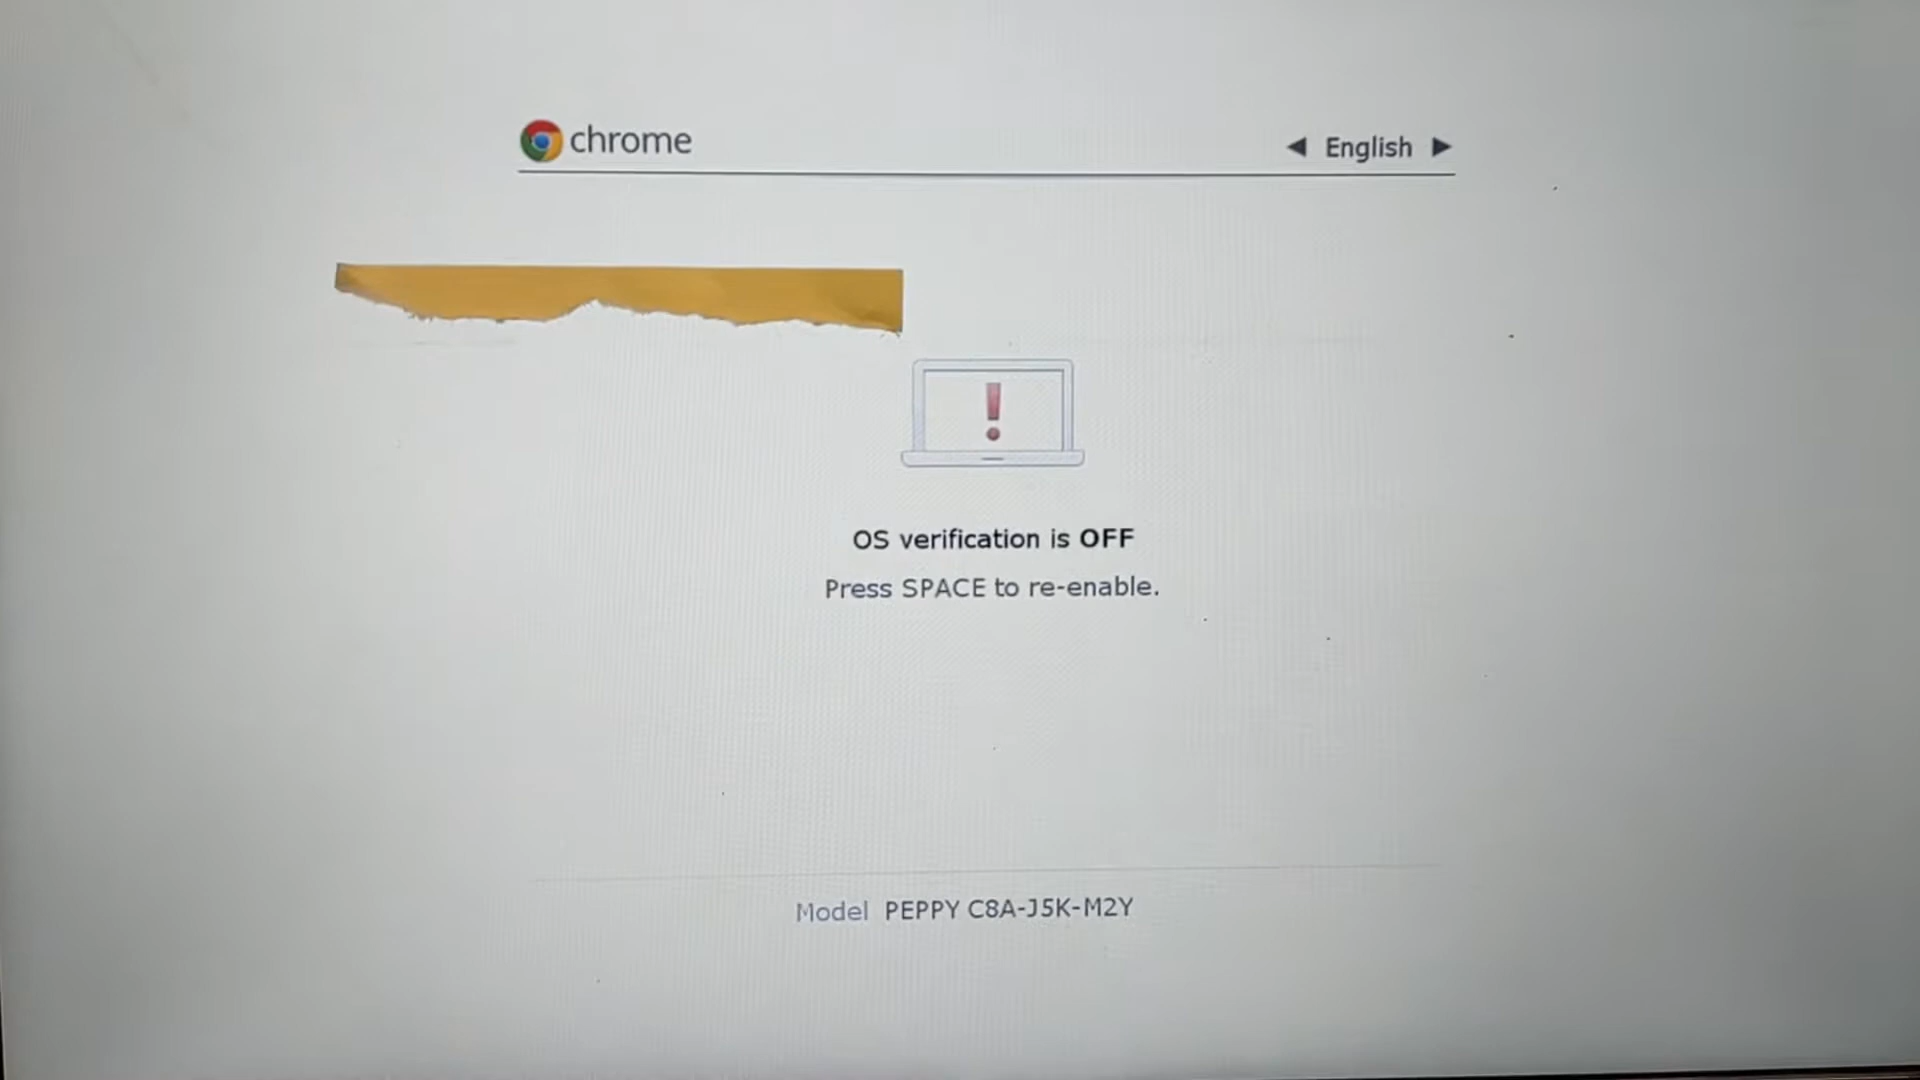 chrome
English
OS verification is OFF
Press SPACE to re-enable.
Model PEPPY C8A-J5K-M2Y